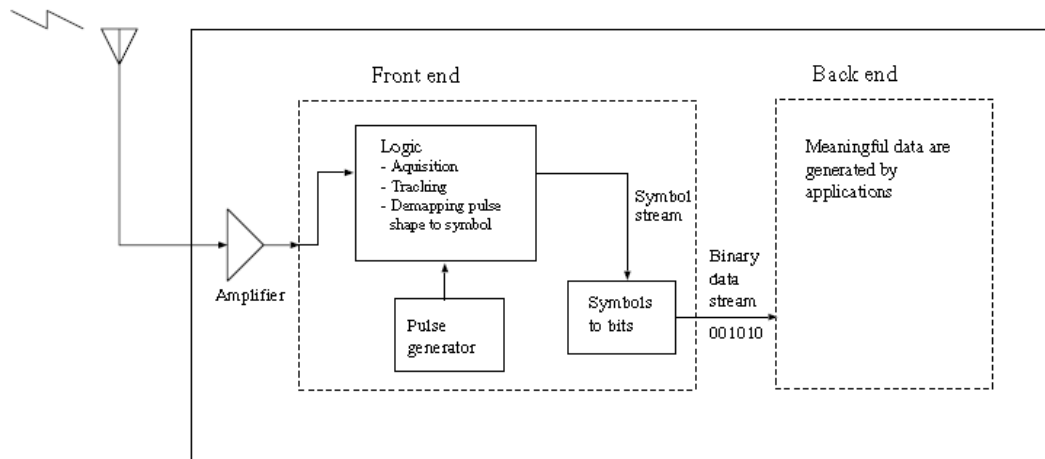 Front end
Back end
Logic
- Aquisition
- Tracking
- Demapping pulse
shape to symbol
Meaningful data are
generated by
applications
Symbol
stream
Amplifier
Pulse
generator
Symbols
to bits
Binary
data
stream
001010